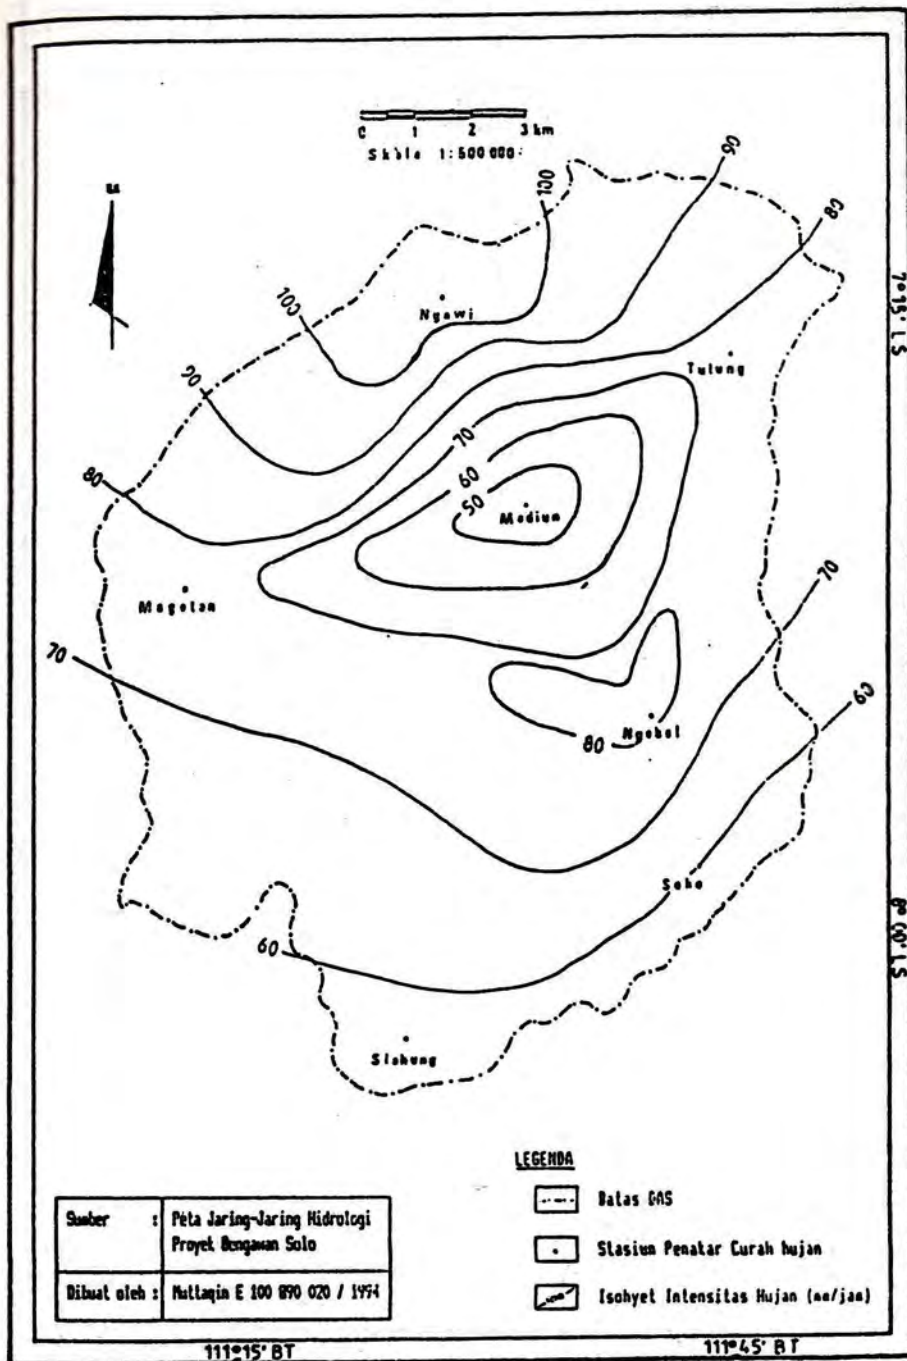 0 1 2 3 km
Skala 1:500 000
100
90
80
7°15' LS
100
Ngawi
90
Tulung
80
70
60
50
Madiun
Magetan
70
70
60
80
Ngebel
Soko
8°00' LS
60
Slahung
LEGENDA
Batas DAS
Stasiun Penatar Curah hujan
Isohyet Intensitas Hujan (mm/jam)
Sumber : Peta Jaring-Jaring Hidrologi
Proyet Bengawan Solo
Dibuat oleh : Muttaqin E 100 890 020 / 1994
111°15' BT
111°45' BT